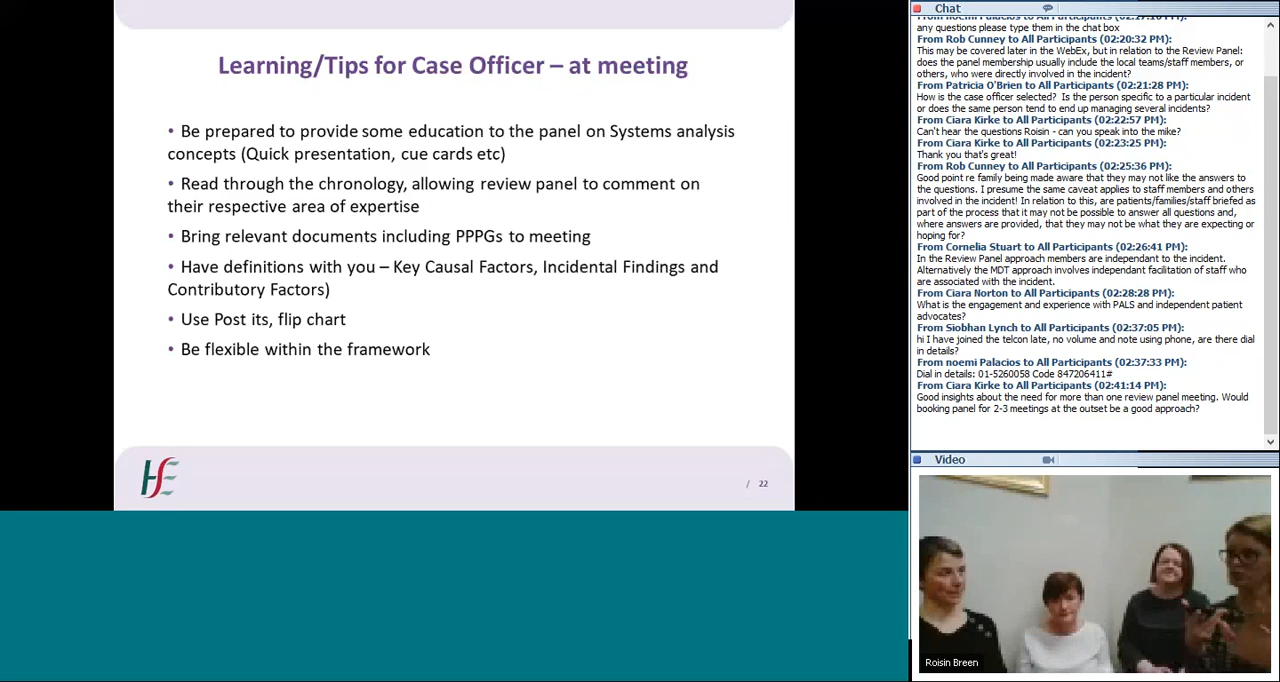 Learning/Tips for Case Officer – at meeting
• Be prepared to provide some education to the panel on Systems analysis
concepts (Quick presentation, cue cards etc)
• Read through the chronology, allowing review panel to comment on
their respective area of expertise
• Bring relevant documents including PPPGs to meeting
• Have definitions with you – Key Causal Factors, Incidental Findings and
Contributory Factors)
• Use Post its, flip chart
• Be flexible within the framework
HSE
/ 22
Chat
From noemi Palacios to All Participants (02:17:10 PM):
any questions please type them in the chat box
From Rob Cunney to All Participants (02:20:32 PM):
This may be covered later in the WebEx, but in relation to the Review Panel:
does the panel membership usually include the local teams/staff members, or
others, who were directly involved in the incident?
From Patricia O'Brien to All Participants (02:21:28 PM):
How is the case officer selected? Is the person specific to a particular incident
or does the same person tend to end up managing several incidents?
From Ciara Kirke to All Participants (02:22:57 PM):
Can't hear the questions Roisin - can you speak into the mike?
From Ciara Kirke to All Participants (02:23:25 PM):
Thank you that's great!
From Rob Cunney to All Participants (02:25:36 PM):
Good point re family being made aware that they may not like the answers to
the questions. I presume the same caveat applies to staff members and others
involved in the incident! In relation to this, are patients/families/staff briefed as
part of the process that it may not be possible to answer all questions and,
where answers are provided, that they may not be what they are expecting or
hoping for?
From Cornelia Stuart to All Participants (02:26:41 PM):
In the Review Panel approach members are independant to the incident.
Alternatively the MDT approach involves independant facilitation of staff who
are associated with the incident.
From Ciara Norton to All Participants (02:28:28 PM):
What is the engagement and experience with PALS and independent patient
advocates?
From Siobhan Lynch to All Participants (02:37:05 PM):
hi I have joined the telcon late, no volume and note using phone, are there dial
in details?
From noemi Palacios to All Participants (02:37:33 PM):
Dial in details: 01-5260058 Code 847206411#
From Ciara Kirke to All Participants (02:41:14 PM):
Good insights about the need for more than one review panel meeting. Would
booking panel for 2-3 meetings at the outset be a good approach?
Video
Roisin Breen